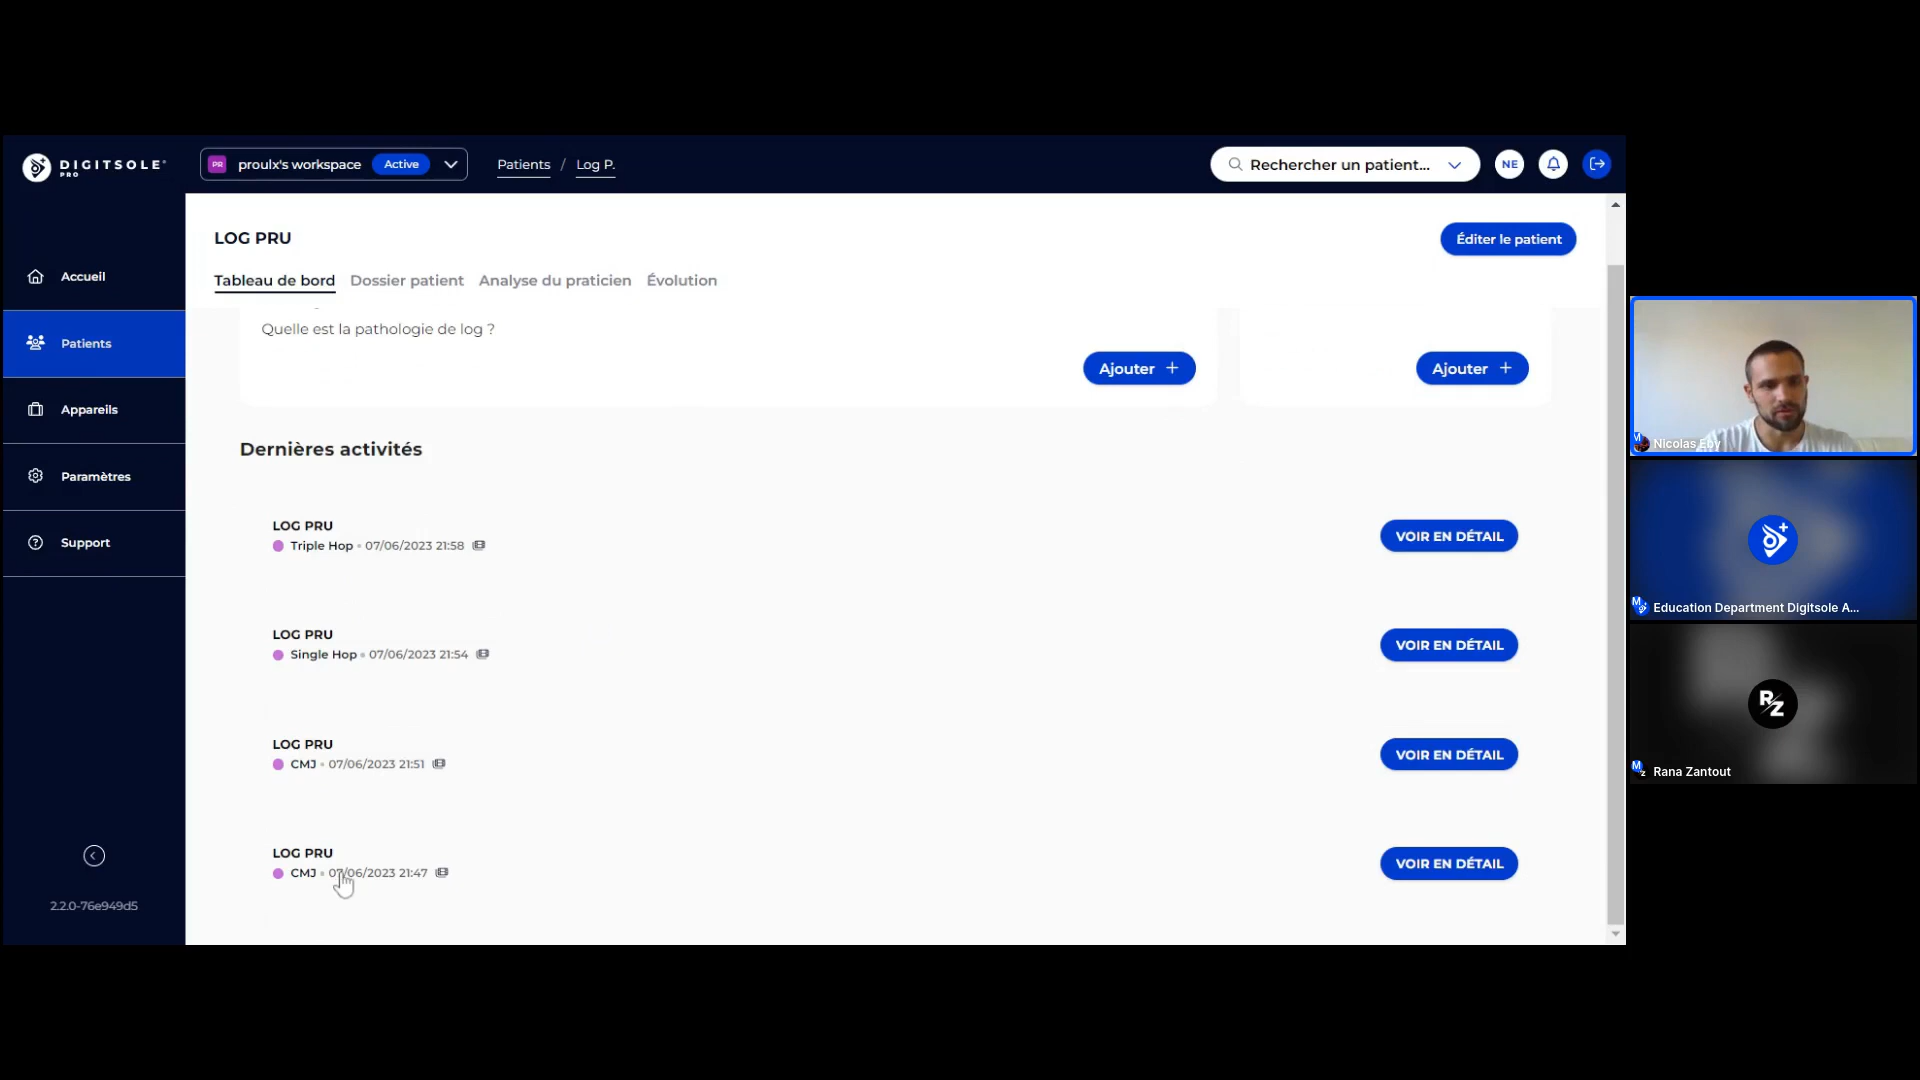 DIGITSOLE
PRO
PR proulx's workspace Active
Patients / Log P.
Rechercher un patient...
NE
Accueil
Patients
Appareils
Paramètres
Support
2.2.0-76e949d5
LOG PRU
Éditer le patient
Tableau de bord Dossier patient Analyse du praticien Évolution
Quelle est la pathologie de log ?
Ajouter +
Ajouter +
Dernières activités
LOG PRU
Triple Hop • 07/06/2023 21:58
VOIR EN DÉTAIL
LOG PRU
Single Hop • 07/06/2023 21:54
VOIR EN DÉTAIL
LOG PRU
CMJ • 07/06/2023 21:51
VOIR EN DÉTAIL
LOG PRU
CMJ • 07/06/2023 21:47
VOIR EN DÉTAIL
Nicolas Eby
Education Department Digitsole A...
RZ
Rana Zantout